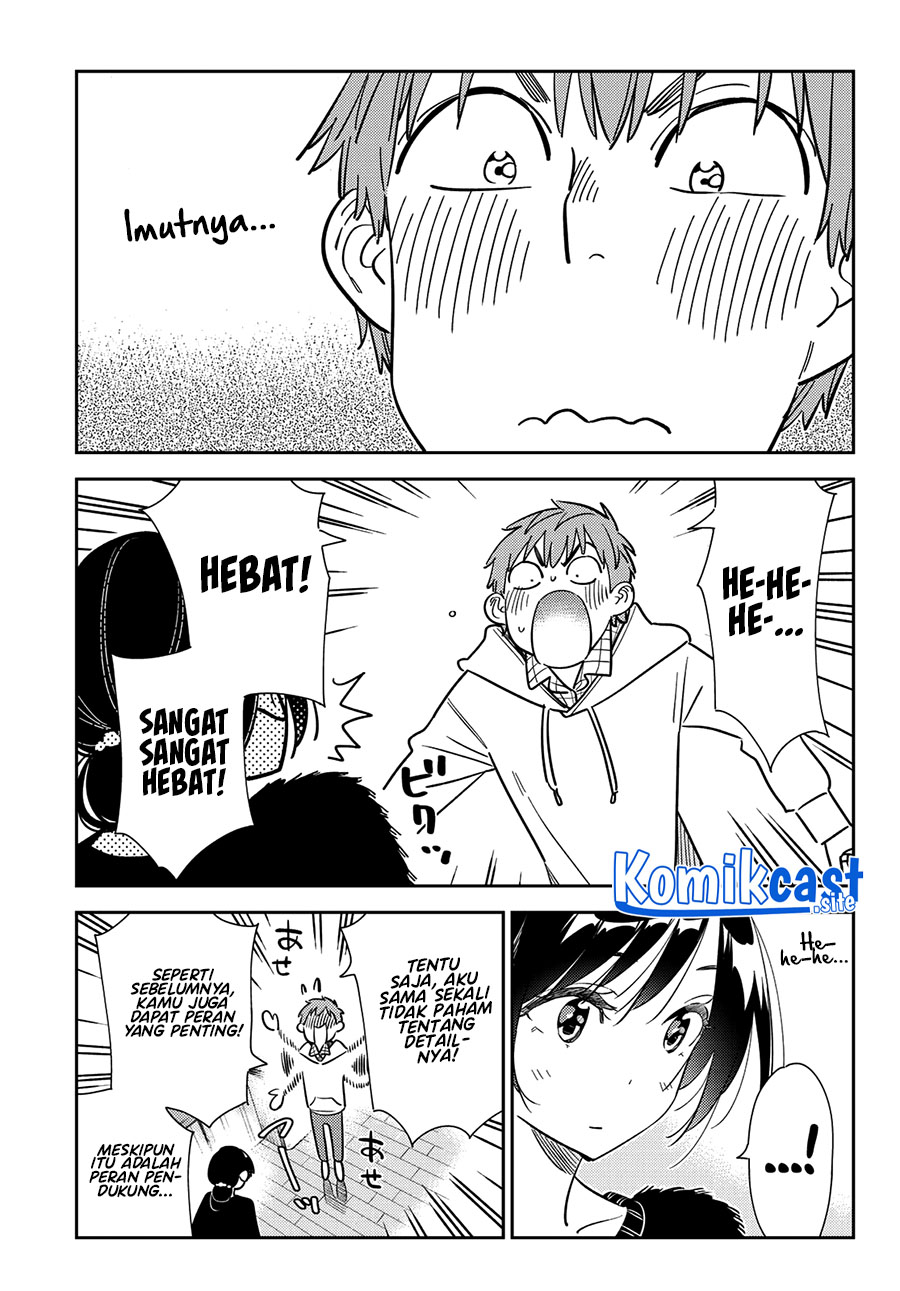 Imutnya...
HE-HE-
HE-...
HEBAT!
SANGAT
SANGAT
HEBAT!
ビクッ
Komikcast
.site
He-
he-he...
....!
TENTU
SAJA, AKU
SAMA SEKALI
TIDAK PAHAM
TENTANG
DETAIL-
NYA!
あせ
あせ
SEPERTI
SEBELUMNYA,
KAMU JUGA
DAPAT PERAN
YANG PENTING!
MESKIPUN
ITU ADALAH
PERAN PEN-
DUKUNG...